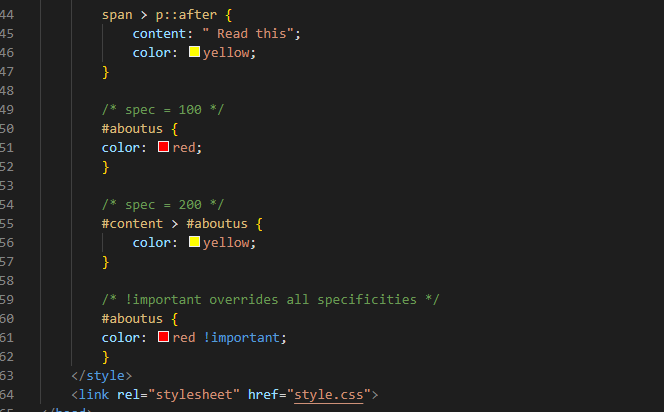 44 span > p::after {
45 content: " Read this";
46 color: yellow;
47 }
48
49 /* spec = 100 */
50 #aboutus {
51 color: red;
52 }
53
54 /* spec = 200 */
55 #content > #aboutus {
56 color: yellow;
57 }
58
59 /* !important overrides all specificities */
60 #aboutus {
61 color: red !important;
62 }
63 </style>
64 <link rel="stylesheet" href="style.css">
65 </head>